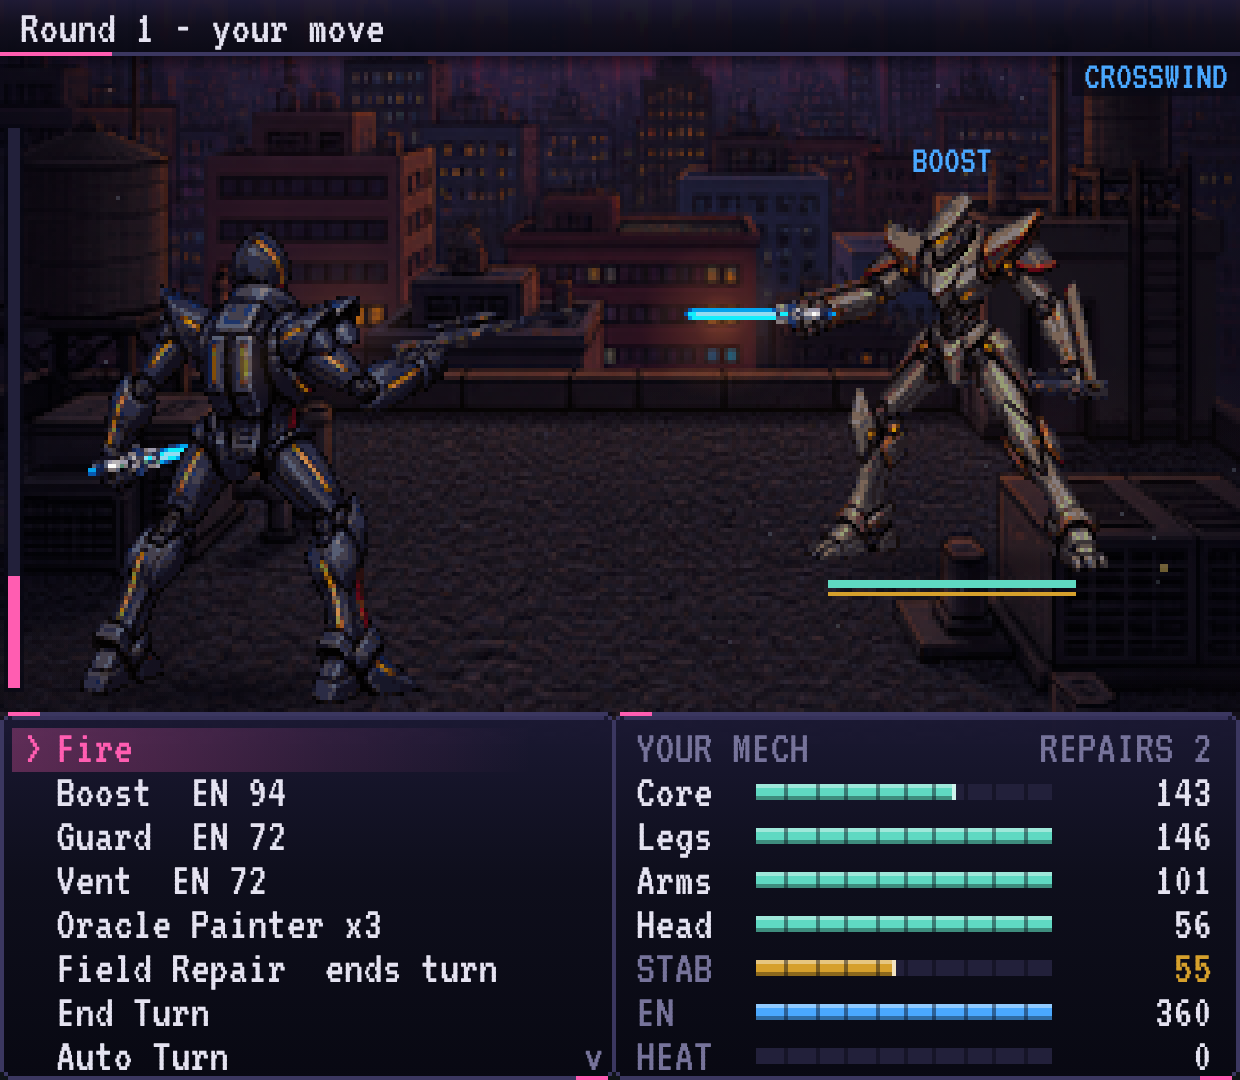 Round 1 - your move
CROSSWIND
BOOST
> Fire
Boost EN 94
Guard EN 72
Vent EN 72
Oracle Painter x3
Field Repair ends turn
End Turn
Auto Turn v
YOUR MECH REPAIRS 2
Core 143
Legs 146
Arms 101
Head 56
STAB 55
EN 360
HEAT 0